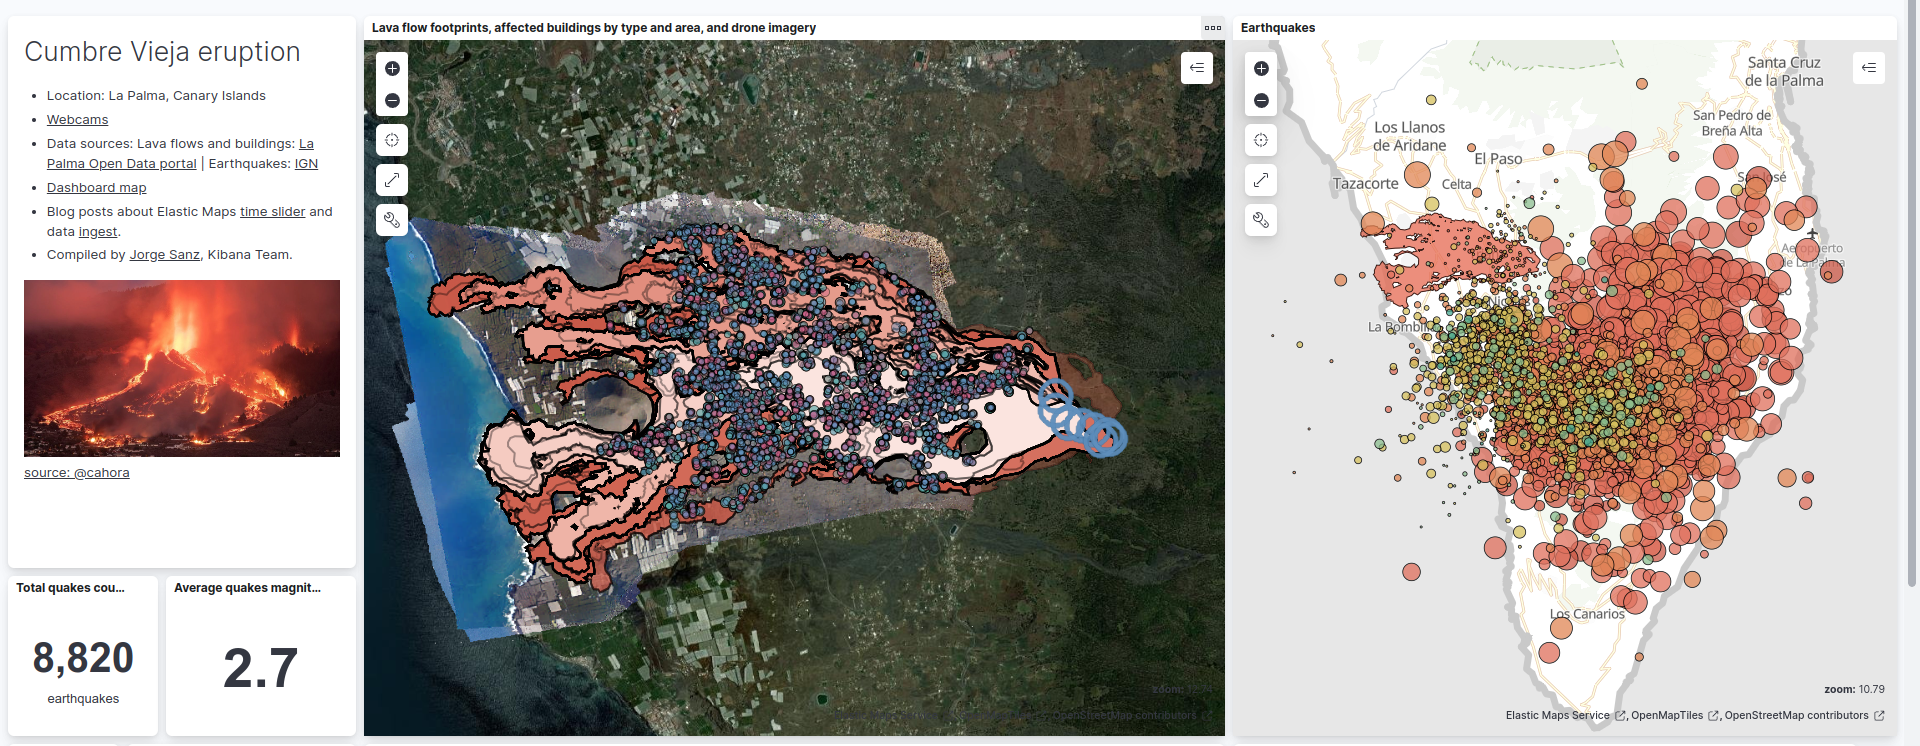 Cumbre Vieja eruption
Location: La Palma, Canary Islands
Webcams
Data sources: Lava flows and buildings: La
Palma Open Data portal | Earthquakes: IGN
Dashboard map
Blog posts about Elastic Maps time slider and
data ingest.
Compiled by Jorge Sanz, Kibana Team.
source: @cahora
Total quakes cou...
8,820
earthquakes
Average quakes magnit...
2.7
Lava flow footprints, affected buildings by type and area, and drone imagery
zoom:
OpenStreetMap contributors
Earthquakes
Santa Cruz
de la Palma
San Pedro de
Breña Alta
Los Llanos
de Aridane
El Paso
Tazacorte
Celta
San José
Aeropuerto
de La Palma
La Bombil
Los Canarios
zoom: 10.79
Elastic Maps Service, OpenMapTiles, OpenStreetMap contributors